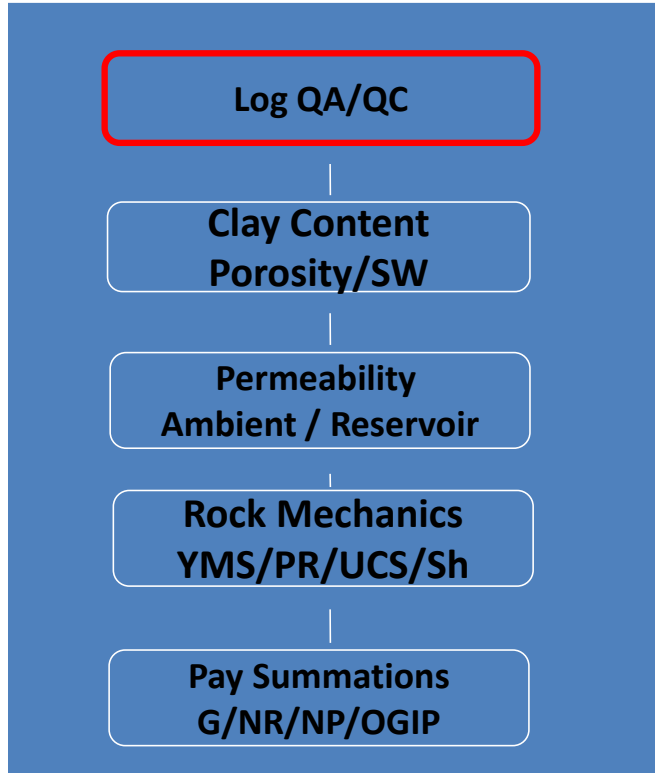 Log QA/QC
Clay Content
Porosity/SW
Permeability
Ambient / Reservoir
Rock Mechanics
YMS/PR/UCS/Sh
Pay Summations
G/NR/NP/OGIP